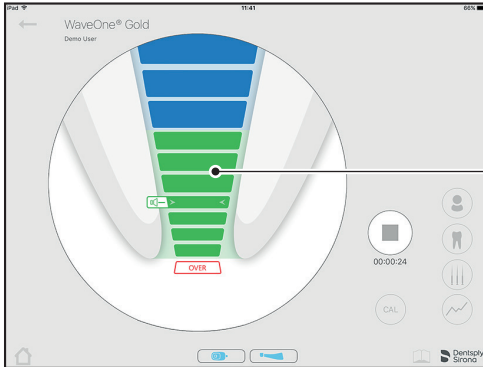 iPad 11:41 66%
WaveOne® Gold
Demo User
OVER
00:00:24
CAL
Dentsply
Sirona